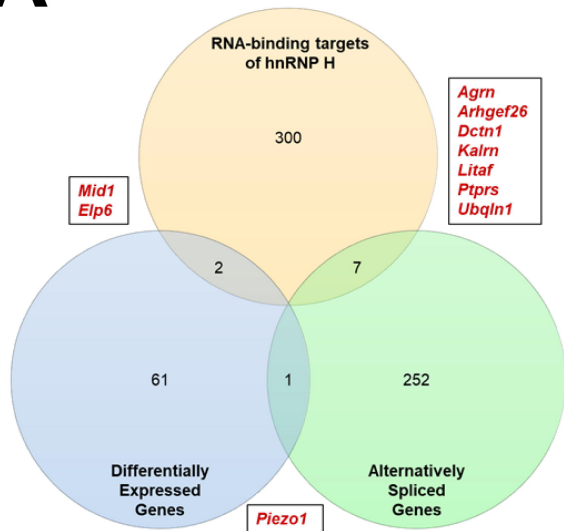 A
RNA-binding targets
of hnRNP H
300
Agrn
Arhgef26
Dctn1
Kalrn
Litaf
Ptprs
Ubqln1
Mid1
Elp6
2
7
61
1
252
Differentially
Expressed
Genes
Alternatively
Spliced
Genes
Piezo1